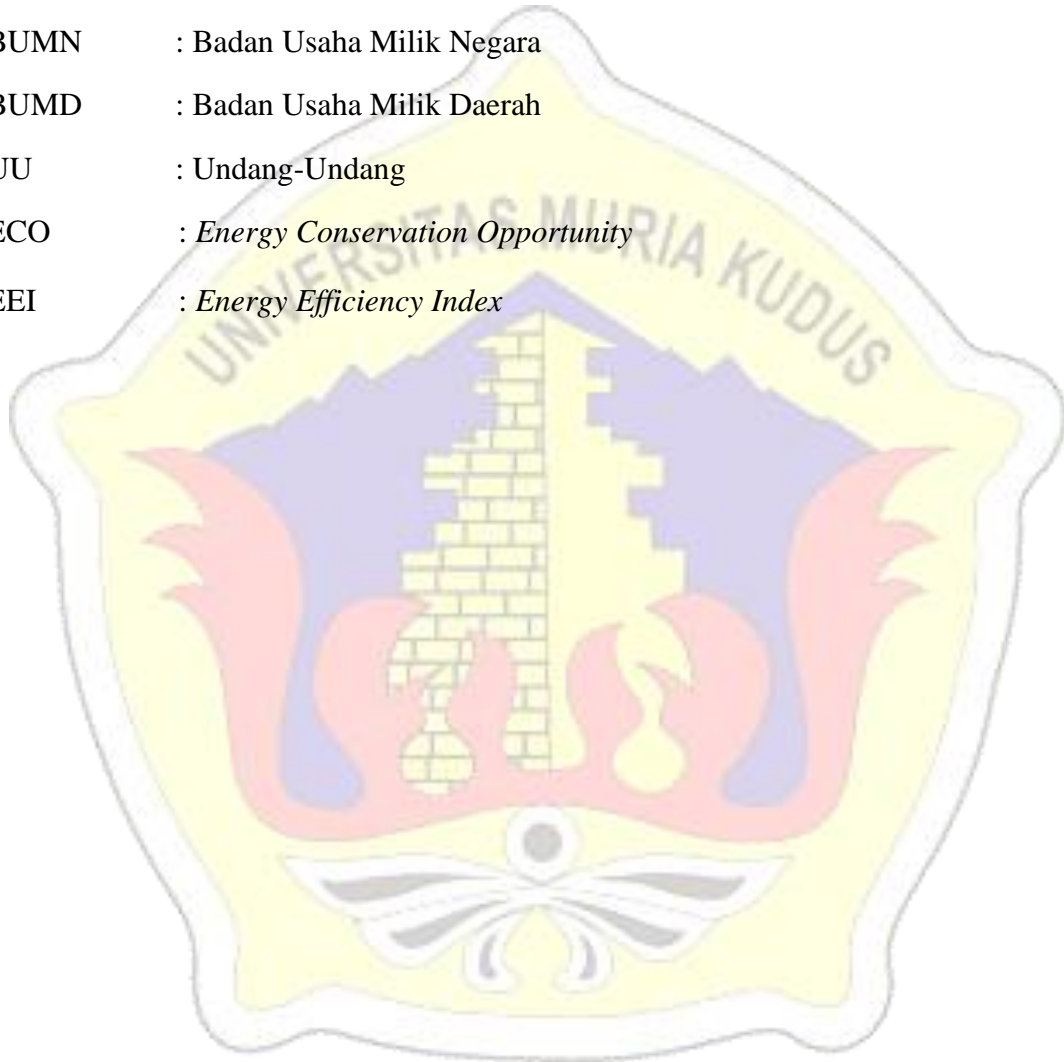 BUMN : Badan Usaha Milik Negara
BUMD : Badan Usaha Milik Daerah
UU : Undang-Undang
ECO : Energy Conservation Opportunity
EEI : Energy Efficiency Index
UNIVERSITAS MURIA KUDUS